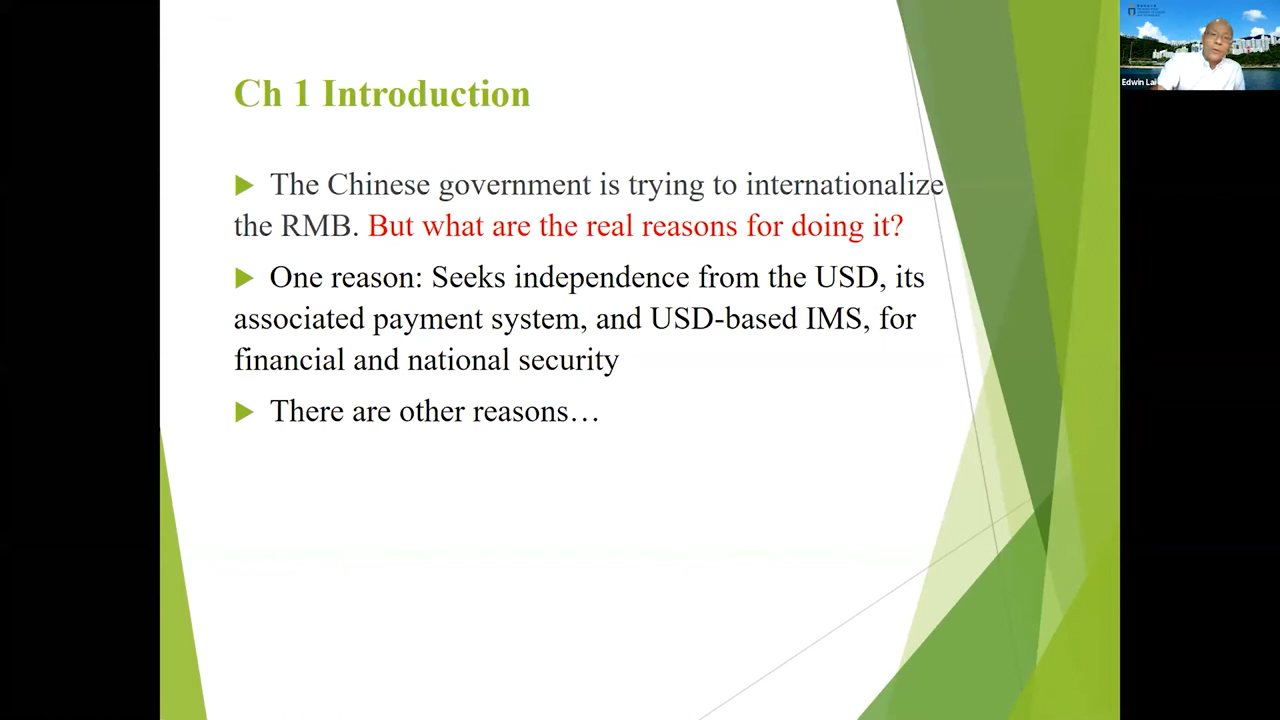 Ch 1 Introduction
The Chinese government is trying to internationalize
the RMB. But what are the real reasons for doing it?
One reason: Seeks independence from the USD, its
associated payment system, and USD-based IMS, for
financial and national security
There are other reasons…
Edwin Lai